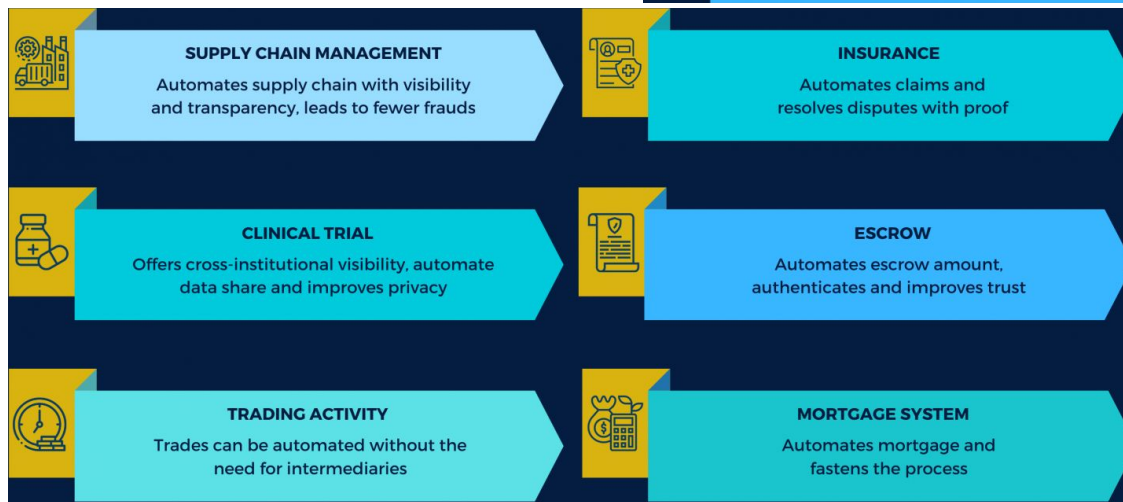 SUPPLY CHAIN MANAGEMENT
Automates supply chain with visibility
and transparency, leads to fewer frauds
INSURANCE
Automates claims and
resolves disputes with proof
CLINICAL TRIAL
Offers cross-institutional visibility, automate
data share and improves privacy
ESCROW
Automates escrow amount,
authenticates and improves trust
TRADING ACTIVITY
Trades can be automated without the
need for intermediaries
MORTGAGE SYSTEM
Automates mortgage and
fastens the process